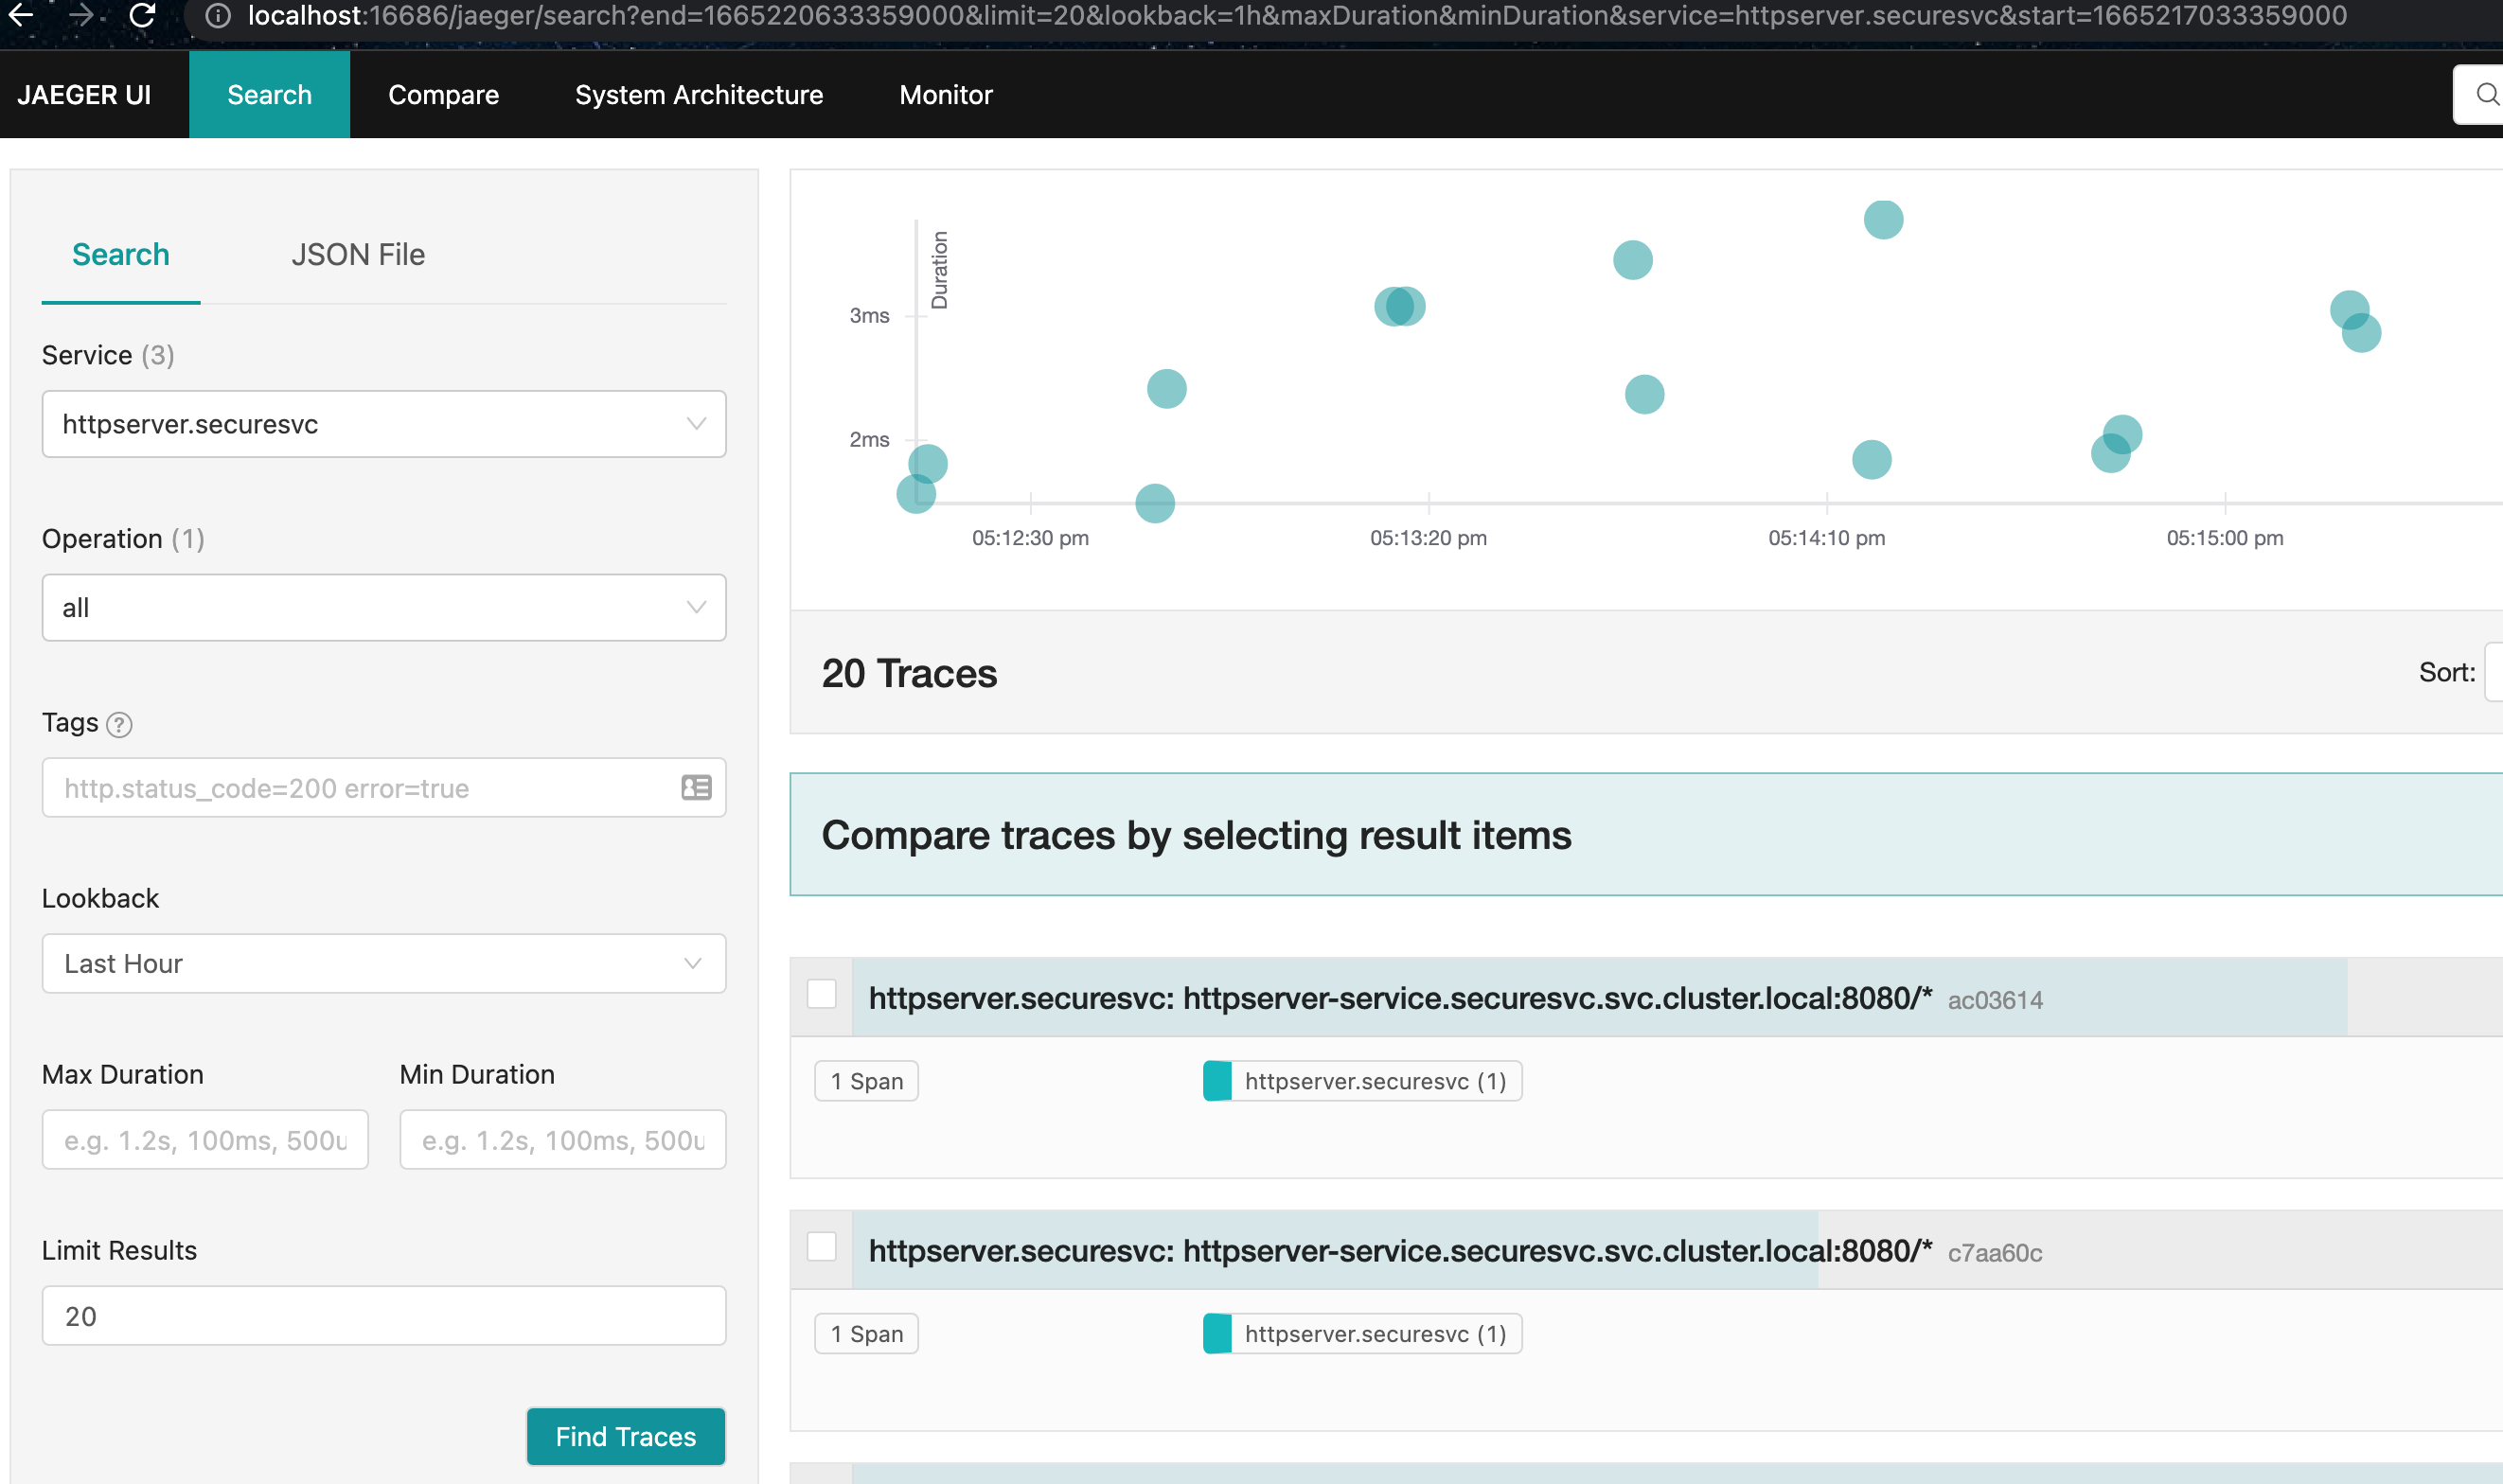 localhost:16686/jaeger/search?end=1665220633359000&limit=20&lookback=1h&maxDuration&minDuration&service=httpserver.securesvc&start=1665217033359000
JAEGER UI
Search
Compare
System Architecture
Monitor
Search
JSON File
Service (3)
httpserver.securesvc
Operation (1)
all
Tags ?
http.status_code=200 error=true
Lookback
Last Hour
Max Duration
Min Duration
e.g. 1.2s, 100ms, 500u
e.g. 1.2s, 100ms, 500u
Limit Results
20
Find Traces
Duration
3ms
2ms
05:12:30 pm
05:13:20 pm
05:14:10 pm
05:15:00 pm
20 Traces
Sort:
Compare traces by selecting result items
httpserver.securesvc: httpserver-service.securesvc.svc.cluster.local:8080/* ac03614
1 Span
httpserver.securesvc (1)
httpserver.securesvc: httpserver-service.securesvc.svc.cluster.local:8080/* c7aa60c
1 Span
httpserver.securesvc (1)